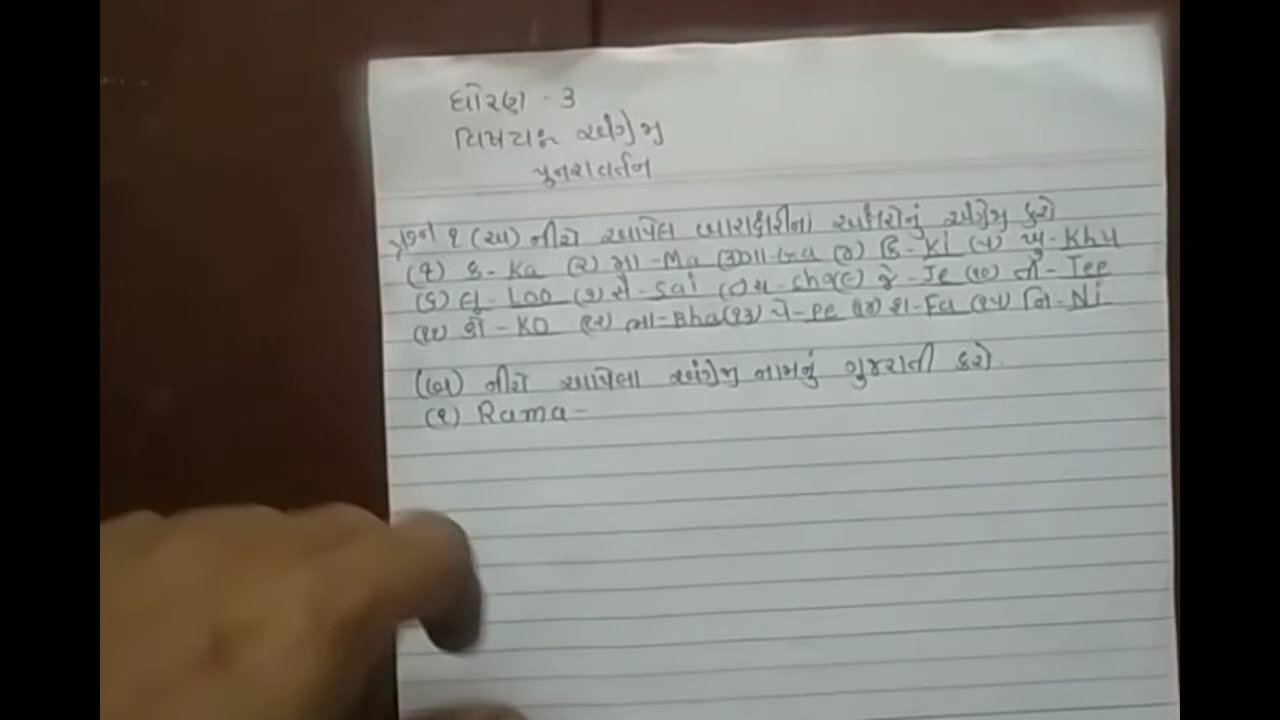 ધોરણ - 3
વિષયઃ અંગ્રેજી
પુનરાવર્તન
પ્રશ્ન ૧ (અ) નીચે આપેલ બારાક્ષરીના અક્ષરોનું અંગ્રેજી કરો
(૧) ક - Ka (૨) મા - Ma (૩) ગા - Ga (૪) કિ - Ki (૫) ખુ - Khu
(૬) લૂ - Loo (૭) સૈ - Sai (૮) ચ - Cha (૯) જે - Je (૧૦) તી - Tee
(૧૧) કો - KO (૧૨) ભા - Bha (૧૩) પે - Pe (૧૪) - Fa (૧૫) નિ - Ni
(બ) નીચે આપેલા અંગ્રેજી નામનું ગુજરાતી કરો.
(૧) Rama -